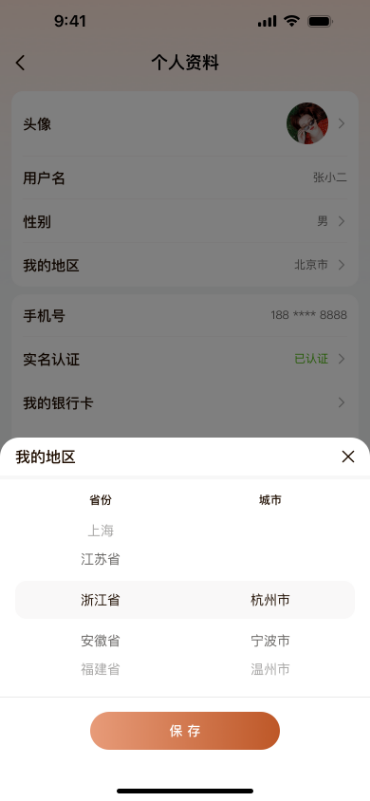 9:41
个人资料
头像
用户名 张小二
性别 男
我的地区 北京市
手机号 188 **** 8888
实名认证 已认证
我的银行卡
我的地区
省份 城市
上海
江苏省
浙江省 杭州市
安徽省 宁波市
福建省 温州市
保存